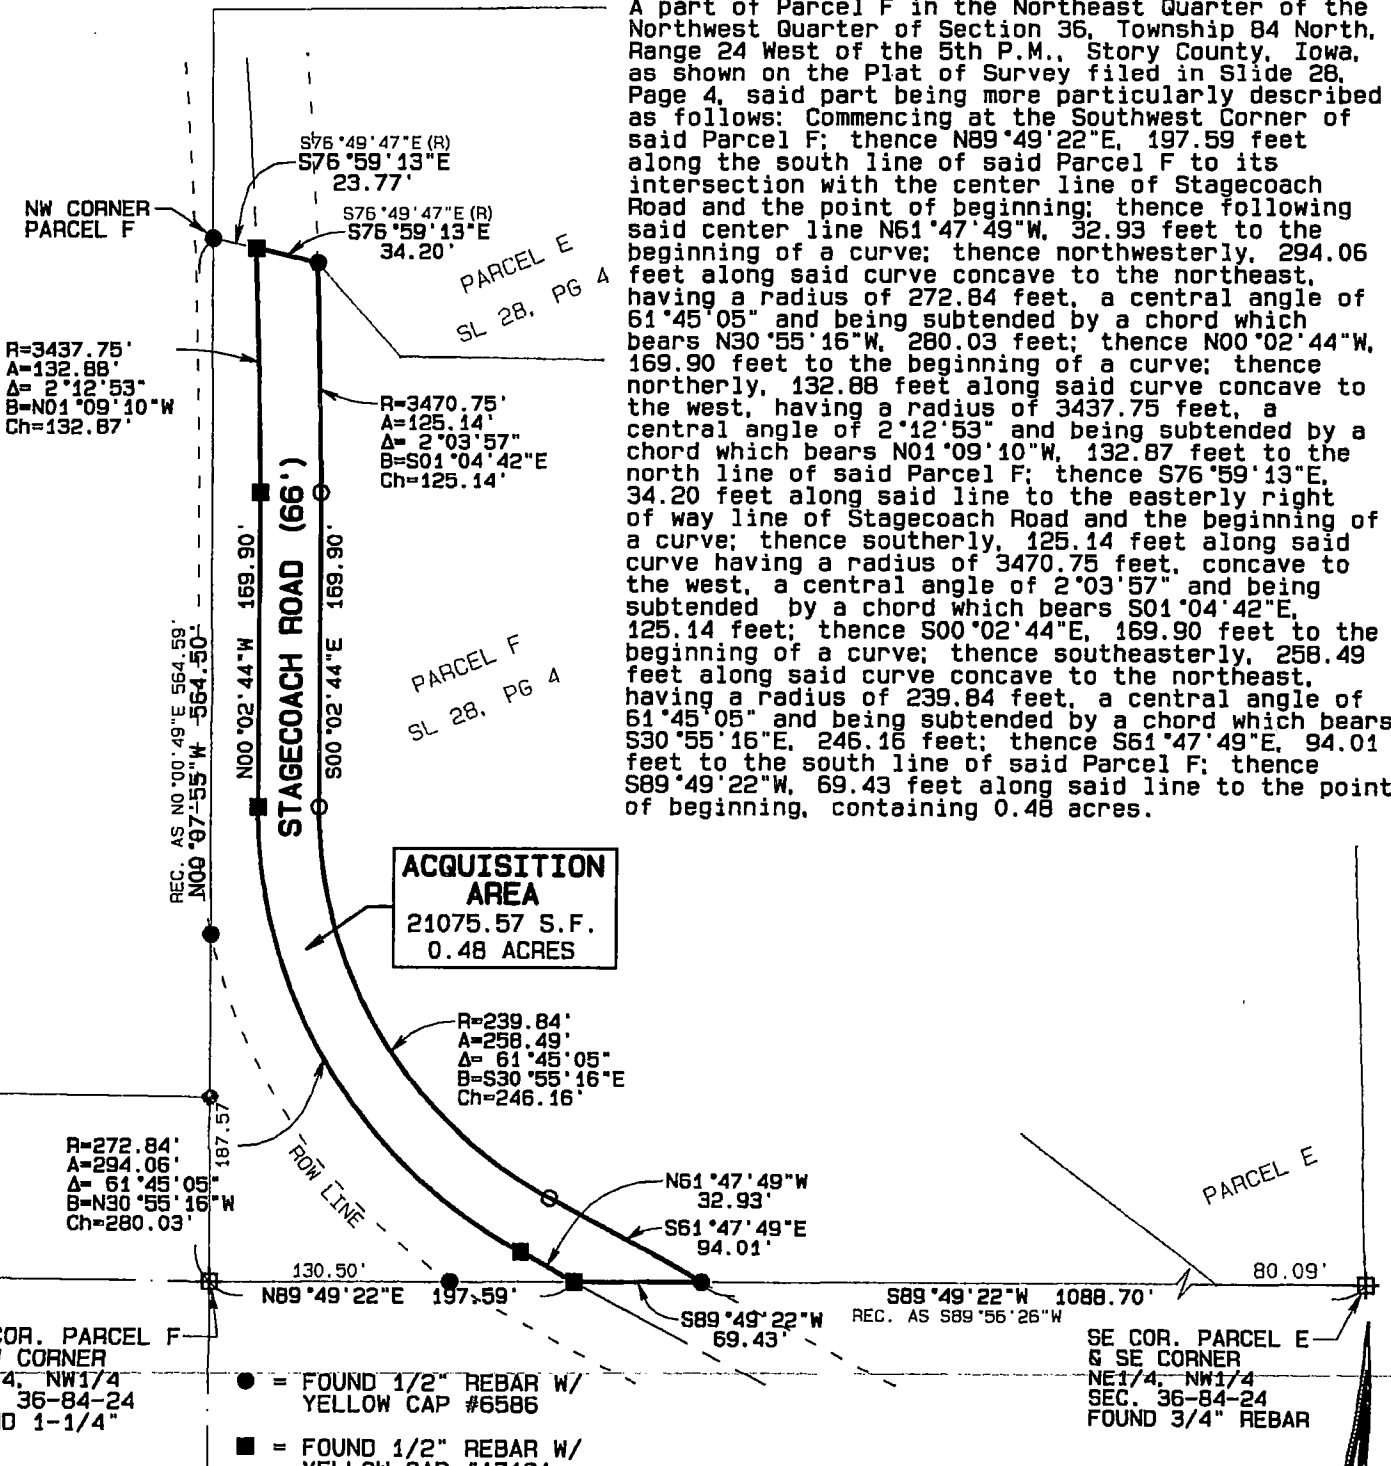 A part of Parcel F in the Northeast Quarter of the
Northwest Quarter of Section 36, Township 84 North,
Range 24 West of the 5th P.M., Story County, Iowa,
as shown on the Plat of Survey filed in Slide 28,
Page 4, said part being more particularly described
as follows: Commencing at the Southwest Corner of
said Parcel F; thence N89°49'22"E, 197.59 feet
along the south line of said Parcel F to its
intersection with the center line of Stagecoach
Road and the point of beginning; thence following
said center line N61°47'49"W, 32.93 feet to the
beginning of a curve; thence northwesterly, 294.06
feet along said curve concave to the northeast,
having a radius of 272.84 feet, a central angle of
61°45'05" and being subtended by a chord which
bears N30°55'16"W, 280.03 feet; thence N00°02'44"W,
169.90 feet to the beginning of a curve; thence
northerly, 132.88 feet along said curve concave to
the west, having a radius of 3437.75 feet, a
central angle of 2°12'53" and being subtended by a
chord which bears N01°09'10"W, 132.87 feet to the
north line of said Parcel F; thence S76°59'13"E,
34.20 feet along said line to the easterly right
of way line of Stagecoach Road and the beginning of
a curve; thence southerly, 125.14 feet along said
curve having a radius of 3470.75 feet, concave to
the west, a central angle of 2°03'57" and being
subtended by a chord which bears S01°04'42"E,
125.14 feet; thence S00°02'44"E, 169.90 feet to the
beginning of a curve; thence southeasterly, 258.49
feet along said curve concave to the northeast,
having a radius of 239.84 feet, a central angle of
61°45'05" and being subtended by a chord which bears
S30°55'16"E, 246.16 feet; thence S61°47'49"E, 94.01
feet to the south line of said Parcel F; thence
S89°49'22"W, 69.43 feet along said line to the point
of beginning, containing 0.48 acres.
S76°49'47"E (R)
S76°59'13"E
23.77'
NW CORNER
PARCEL F
S76°49'47"E (R)
S76°59'13"E
34.20'
PARCEL E
SL 28, PG 4
R=3437.75'
A=132.88'
Δ= 2°12'53"
B=N01°09'10"W
Ch=132.87'
R=3470.75'
A=125.14'
Δ= 2°03'57"
B=S01°04'42"E
Ch=125.14'
REC. AS N0°00'49"E 564.59'
N00°07'55"W 564.50'
N00°02'44"W 169.90'
STAGECOACH ROAD (66')
S00°02'44"E 169.90'
PARCEL F
SL 28, PG 4
ACQUISITION
AREA
21075.57 S.F.
0.48 ACRES
R=239.84'
A=258.49'
Δ= 61°45'05"
B=S30°55'16"E
Ch=246.16'
187.57
R=272.84'
A=294.06'
Δ= 61°45'05"
B=N30°55'16"W
Ch=280.03'
ROW LINE
N61°47'49"W
32.93'
S61°47'49"E
94.01'
PARCEL E
130.50'
N89°49'22"E 197.59'
S89°49'22"W
69.43'
S89°49'22"W 1088.70'
REC. AS S89°56'26"W
80.09'
COR. PARCEL F
CORNER
NW1/4
36-84-24
1-1/4"
SE COR. PARCEL E
& SE CORNER
NE1/4, NW1/4
SEC. 36-84-24
FOUND 3/4" REBAR
● = FOUND 1/2" REBAR W/
YELLOW CAP #6586
■ = FOUND 1/2" REBAR W/